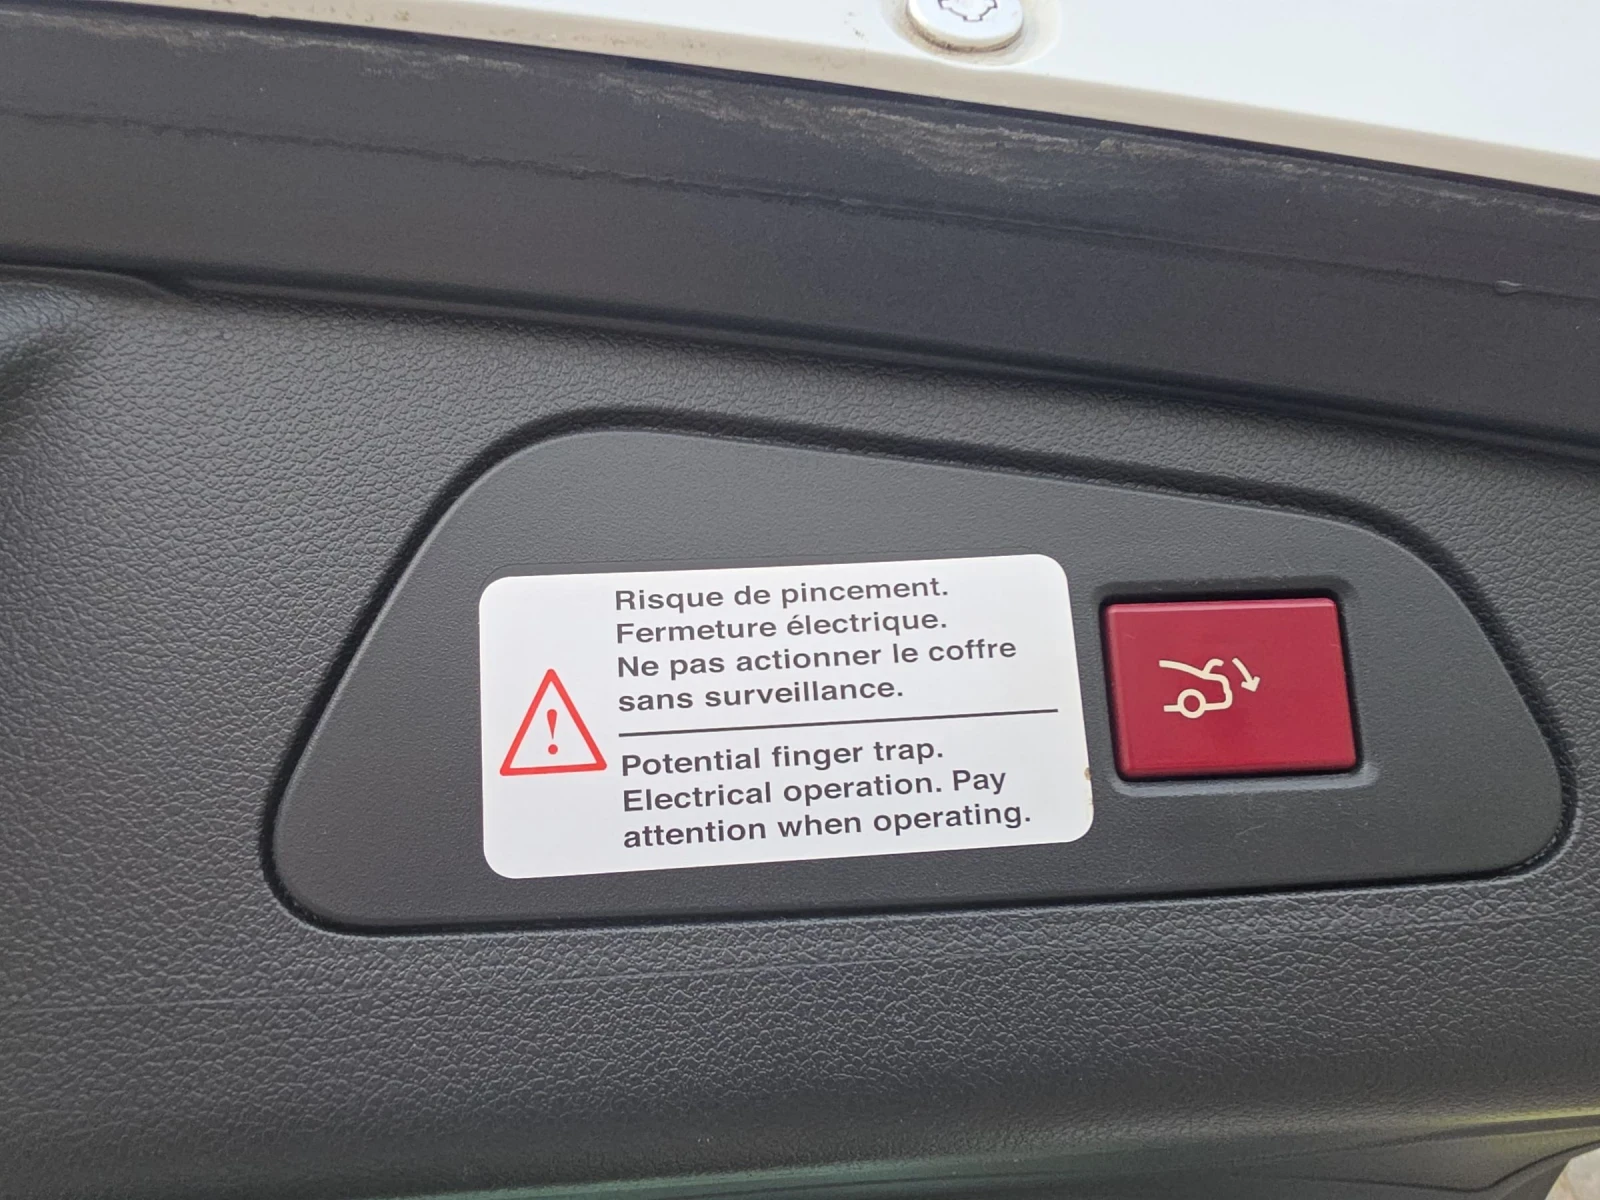 Risque de pincement.
Fermeture électrique.
Ne pas actionner le coffre
sans surveillance.
Potential finger trap.
Electrical operation. Pay
attention when operating.